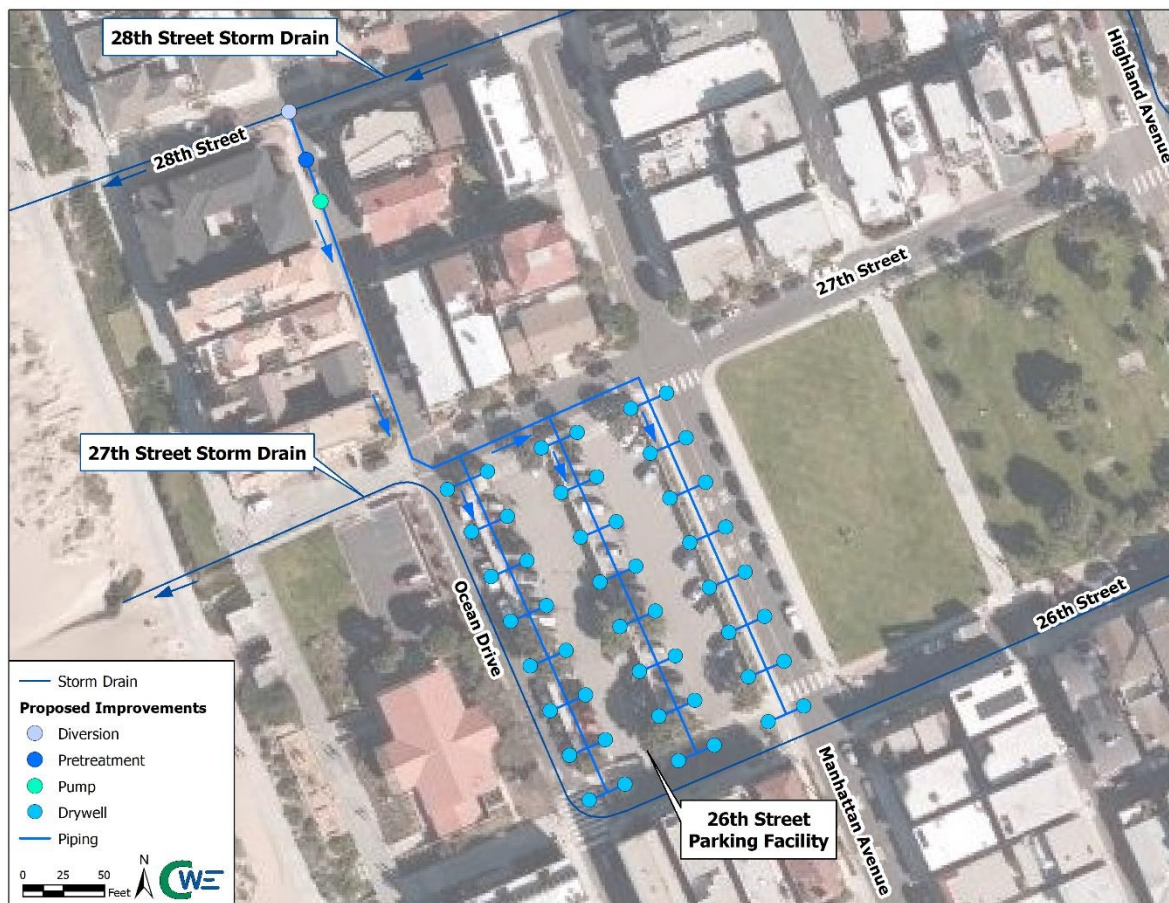 28th Street Storm Drain
Highland Avenue
28th Street
27th Street
27th Street Storm Drain
Ocean Drive
26th Street
26th Street
Parking Facility
Manhattan Avenue
Storm Drain
Proposed Improvements
Diversion
Pretreatment
Pump
Drywell
Piping
0 25 50
Feet
N
CWE